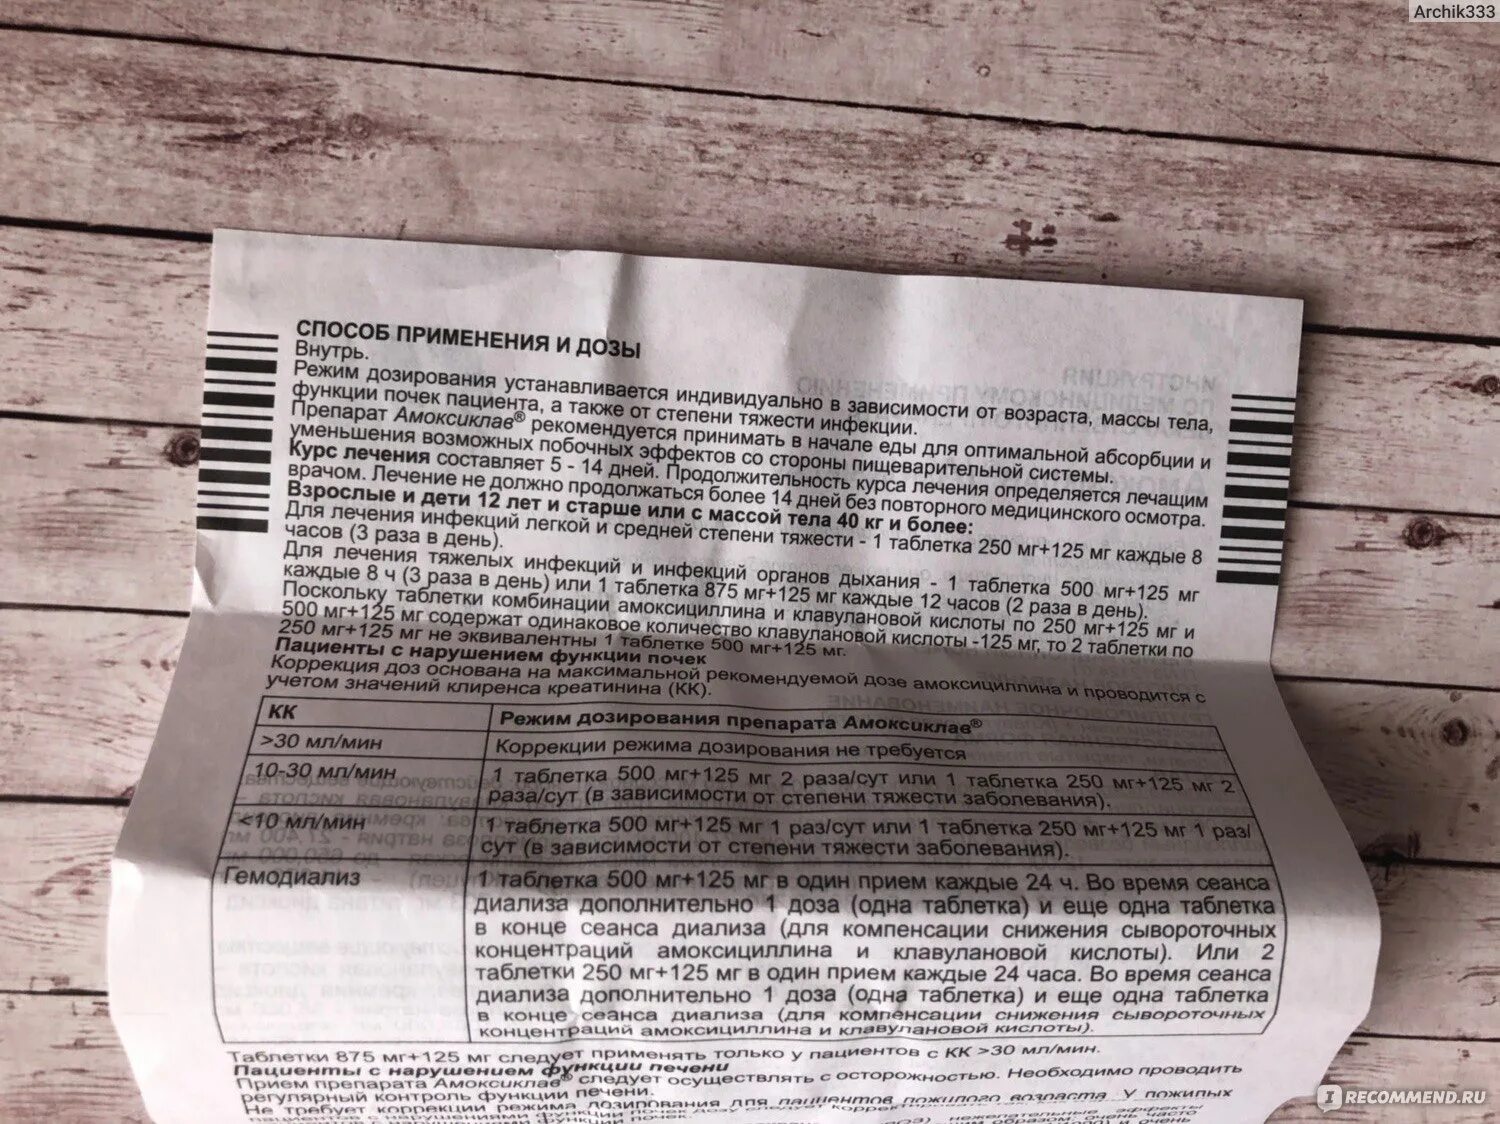 Archik333
СПОСОБ ПРИМЕНЕНИЯ И ДОЗЫ
Внутрь.
Режим дозирования устанавливается индивидуально в зависимости от возраста, массы тела,
функции почек пациента, а также от степени тяжести инфекции.
Препарат Амоксиклав® рекомендуется принимать в начале еды для оптимальной абсорбции и
уменьшения возможных побочных эффектов со стороны пищеварительной системы.
Курс лечения составляет 5 - 14 дней. Продолжительность курса лечения определяется лечащим
врачом. Лечение не должно продолжаться более 14 дней без повторного медицинского осмотра.
Взрослые и дети 12 лет и старше или с массой тела 40 кг и более:
Для лечения инфекций легкой и средней степени тяжести - 1 таблетка 250 мг+125 мг каждые 8
часов (3 раза в день).
Для лечения тяжелых инфекций и инфекций органов дыхания - 1 таблетка 500 мг+125 мг
каждые 8 ч (3 раза в день) или 1 таблетка 875 мг+125 мг каждые 12 часов (2 раза в день).
Поскольку таблетки комбинации амоксициллина и клавулановой кислоты по 250 мг+125 мг и
500 мг+125 мг содержат одинаковое количество клавулановой кислоты -125 мг, то 2 таблетки по
250 мг+125 мг не эквивалентны 1 таблетке 500 мг+125 мг.
Пациенты с нарушением функции почек
Коррекция доз основана на максимальной рекомендуемой дозе амоксициллина и проводится с
учетом значений клиренса креатинина (КК).
КК Режим дозирования препарата Амоксиклав®
>30 мл/мин Коррекции режима дозирования не требуется
10-30 мл/мин 1 таблетка 500 мг+125 мг 2 раза/сут или 1 таблетка 250 мг+125 мг 2
раза/сут (в зависимости от степени тяжести заболевания).
<10 мл/мин 1 таблетка 500 мг+125 мг 1 раз/сут или 1 таблетка 250 мг+125 мг 1 раз/
сут (в зависимости от степени тяжести заболевания).
Гемодиализ 1 таблетка 500 мг+125 мг в один прием каждые 24 ч. Во время сеанса
диализа дополнительно 1 доза (одна таблетка) и еще одна таблетка
в конце сеанса диализа (для компенсации снижения сывороточных
концентраций амоксициллина и клавулановой кислоты). Или 2
таблетки 250 мг+125 мг в один прием каждые 24 часа. Во время сеанса
диализа дополнительно 1 доза (одна таблетка) и еще одна таблетка
в конце сеанса диализа (для компенсации снижения сывороточных
концентраций амоксициллина и клавулановой кислоты).
Таблетки 875 мг+125 мг следует применять только у пациентов с КК >30 мл/мин.
Пациенты с нарушением функции печени
Прием препарата Амоксиклав® следует осуществлять с осторожностью. Необходимо проводить
регулярный контроль функции печени.
Не требует коррекции режима дозирования для пациентов пожилого возраста. У пожилых
IRECOMMEND.RU